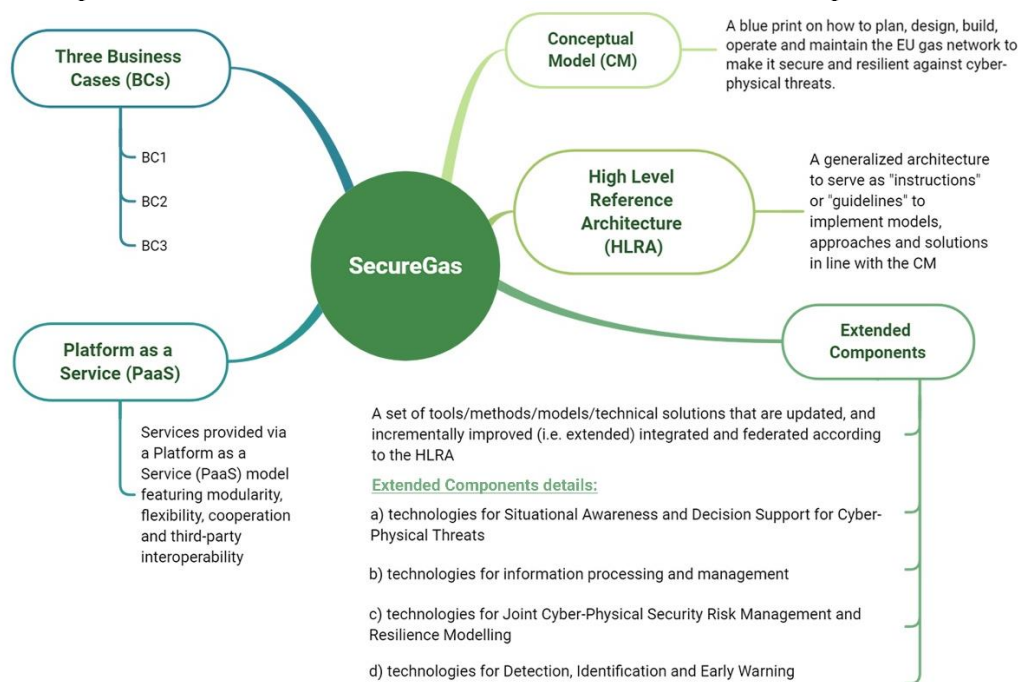 Three Business
Cases (BCs)
BC1
BC2
BC3
Platform as a
Service (PaaS)
Services provided via
a Platform as a
Service (PaaS) model
featuring modularity,
flexibility, cooperation
and third-party
interoperability
SecureGas
Conceptual
Model (CM)
A blue print on how to plan, design, build,
operate and maintain the EU gas network to
make it secure and resilient against cyber-
physical threats.
High Level
Reference
Architecture
(HLRA)
A generalized architecture
to serve as "instructions"
or "guidelines" to
implement models,
approaches and solutions
in line with the CM
Extended
Components
A set of tools/methods/models/technical solutions that are updated, and
incrementally improved (i.e. extended) integrated and federated according
to the HLRA
Extended Components details:
a) technologies for Situational Awareness and Decision Support for Cyber-
Physical Threats
b) technologies for information processing and management
c) technologies for Joint Cyber-Physical Security Risk Management and
Resilience Modelling
d) technologies for Detection, Identification and Early Warning